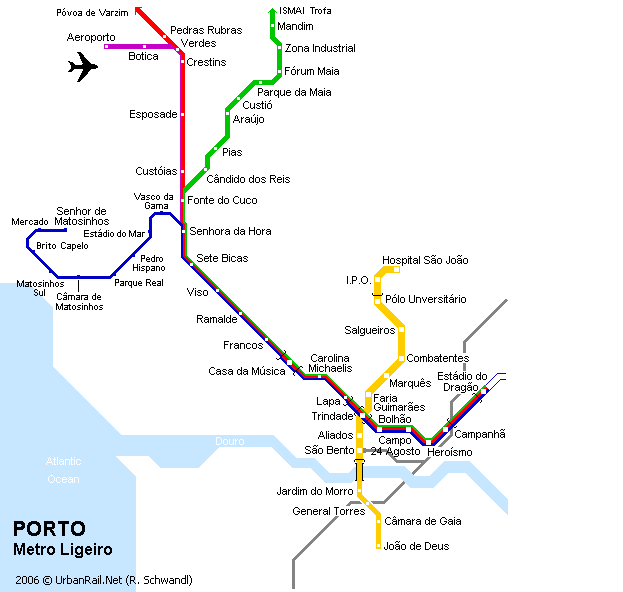 Póvoa de Varzim
ISMAI Trofa
Mandim
Pedras Rubras
Aeroporto
Verdes
Zona Industrial
Botica
Crestins
Fórum Maia
Parque da Maia
Custió
Esposade
Araújo
Pias
Custóias
Cândido dos Reis
Vasco da
Gama
Fonte do Cuco
Senhor de
Matosinhos
Mercado
Estádio do Mar
Senhora da Hora
Brito Capelo
Pedro
Hispano
Sete Bicas
Hospital São João
Matosinhos
Sul
Câmara de
Matosinhos
Parque Real
I.P.O.
Viso
Pólo Unversitário
Ramalde
Salgueiros
Francos
Carolina
Michaelis
Combatentes
Casa da Música
Estádio do
Dragão
Marquês
Lapa
Faria
Guimarães
Trindade
Bolhão
Aliados
Campo
24 Agosto
Campanhã
São Bento
Heroísmo
Douro
Atlantic
Ocean
Jardim do Morro
General Torres
Câmara de Gaia
João de Deus
PORTO
Metro Ligeiro
2006 © UrbanRail.Net (R. Schwandl)